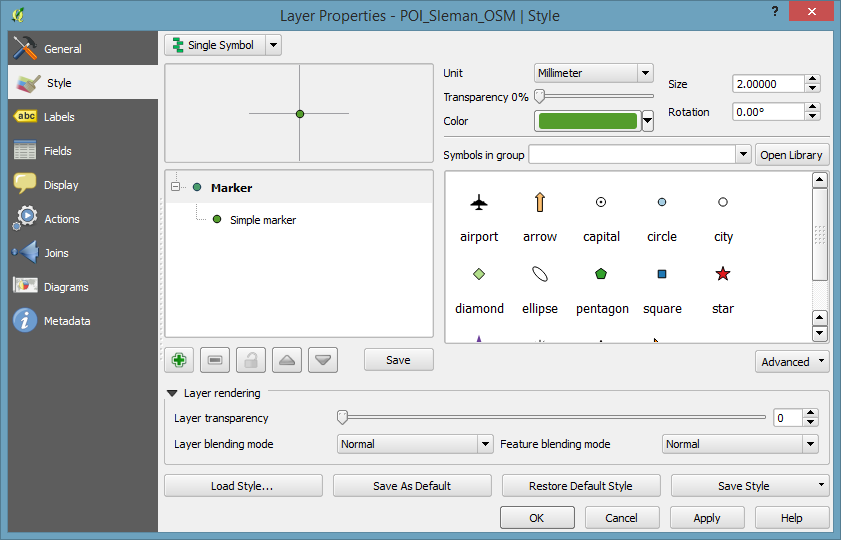 Layer Properties - POI_Sleman_OSM | Style
?
General
Style
abc Labels
Fields
Display
Actions
Joins
Diagrams
i Metadata
Single Symbol
Unit
Millimeter
Size
2.00000
Transparency 0%
Rotation
0.00°
Color
Symbols in group
Open Library
Marker
Simple marker
airport
arrow
capital
circle
city
diamond
ellipse
pentagon
square
star
Save
Advanced
Layer rendering
Layer transparency
0
Layer blending mode
Normal
Feature blending mode
Normal
Load Style...
Save As Default
Restore Default Style
Save Style
OK
Cancel
Apply
Help